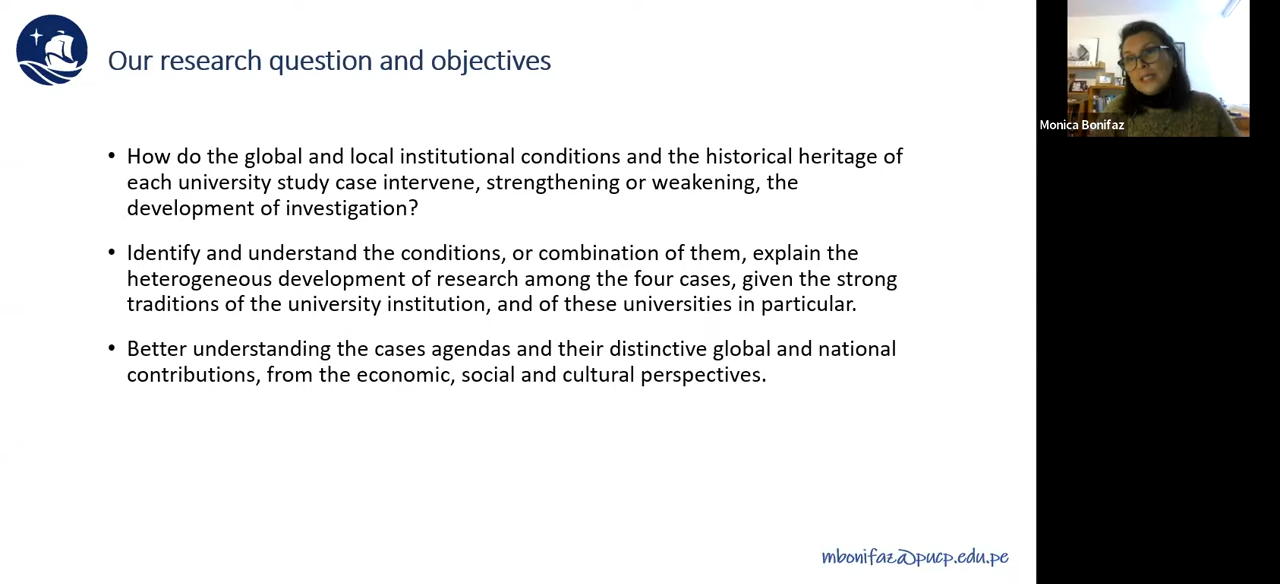 Our research question and objectives
Monica Bonifaz
• How do the global and local institutional conditions and the historical heritage of
each university study case intervene, strengthening or weakening, the
development of investigation?
• Identify and understand the conditions, or combination of them, explain the
heterogeneous development of research among the four cases, given the strong
traditions of the university institution, and of these universities in particular.
• Better understanding the cases agendas and their distinctive global and national
contributions, from the economic, social and cultural perspectives.
mbonifaz@pucp.edu.pe